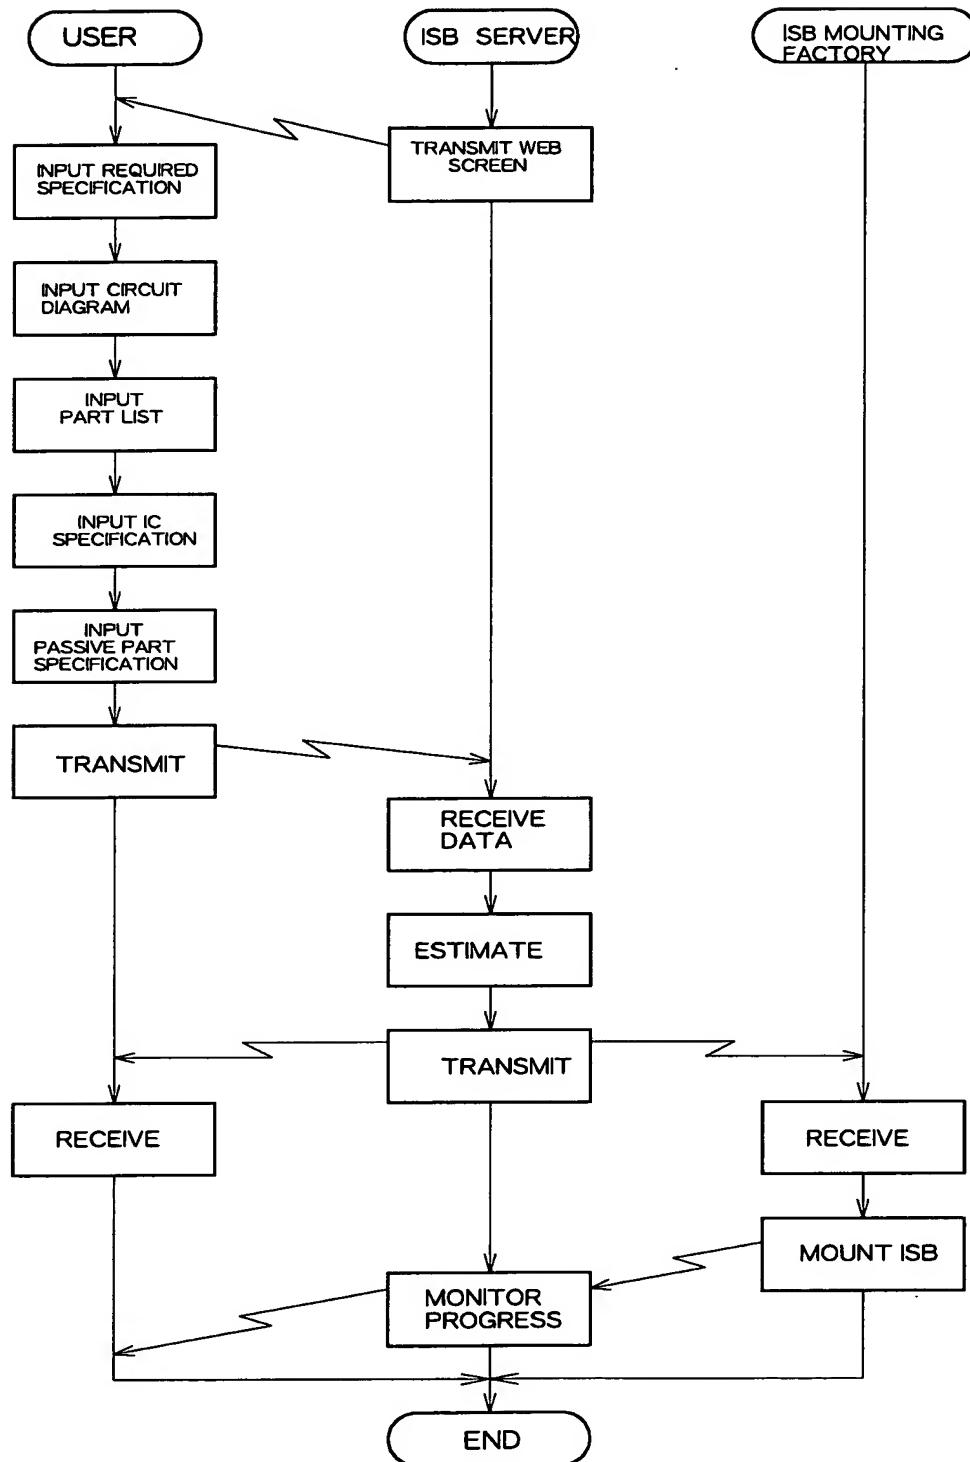 USER
ISB SERVER
ISB MOUNTING
FACTORY
TRANSMIT WEB
SCREEN
INPUT REQUIRED
SPECIFICATION
INPUT CIRCUIT
DIAGRAM
INPUT
PART LIST
INPUT IC
SPECIFICATION
INPUT
PASSIVE PART
SPECIFICATION
TRANSMIT
RECEIVE
DATA
ESTIMATE
TRANSMIT
RECEIVE
RECEIVE
MOUNT ISB
MONITOR
PROGRESS
END